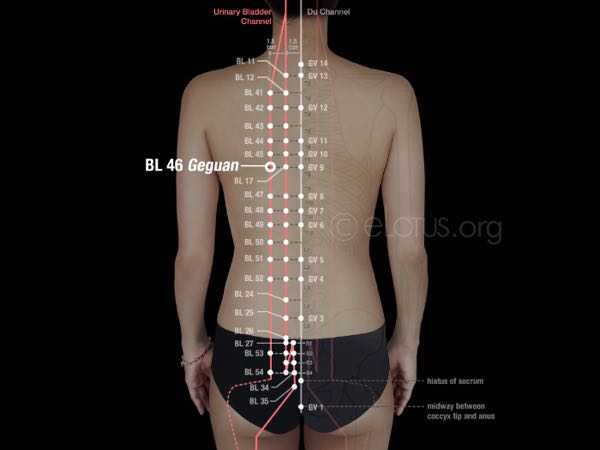 Urinary Bladder
Channel
Du Channel
1.5
cun
1.5
cun
BL 11
GV 14
GV 13
BL 12
BL 41
BL 42
GV 12
BL 43
BL 44
GV 11
BL 45
GV 10
BL 46 Geguan
GV 9
BL 17
BL 47
GV 8
BL 48
GV 7
BL 49
GV 6
© eLOTUS.org
BL 50
BL 51
GV 5
BL 52
GV 4
BL 24
BL 25
GV 3
BL 26
BL 27
S1
BL 53
S2
S3
BL 54
S4
hiatus of sacrum
BL 34
BL 35
GV 1
midway between
coccyx tip and anus